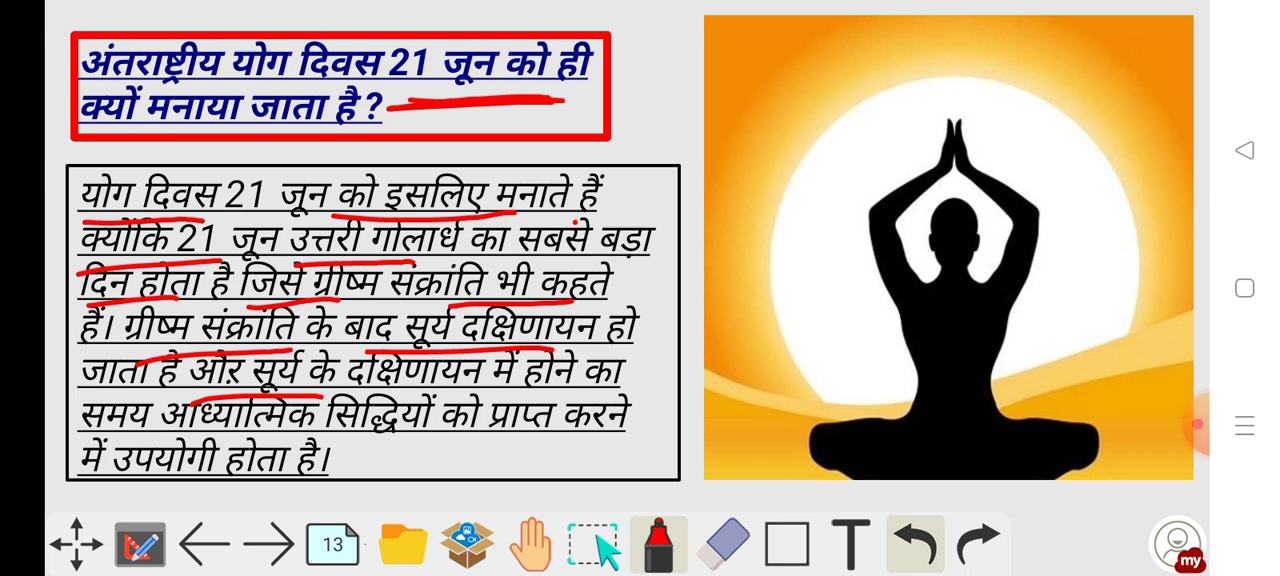 अंतराष्ट्रीय योग दिवस 21 जून को ही
क्यों मनाया जाता है ?
योग दिवस 21 जून को इसलिए मनाते हैं
क्योंकि 21 जून उत्तरी गोलार्ध का सबसे बड़ा
दिन होता है जिसे ग्रीष्म संक्रांति भी कहते
हैं। ग्रीष्म संक्रांति के बाद सूर्य दक्षिणायन हो
जाता है और सूर्य के दक्षिणायन में होने का
समय आध्यात्मिक सिद्धियों को प्राप्त करने
में उपयोगी होता है।
13
T
my